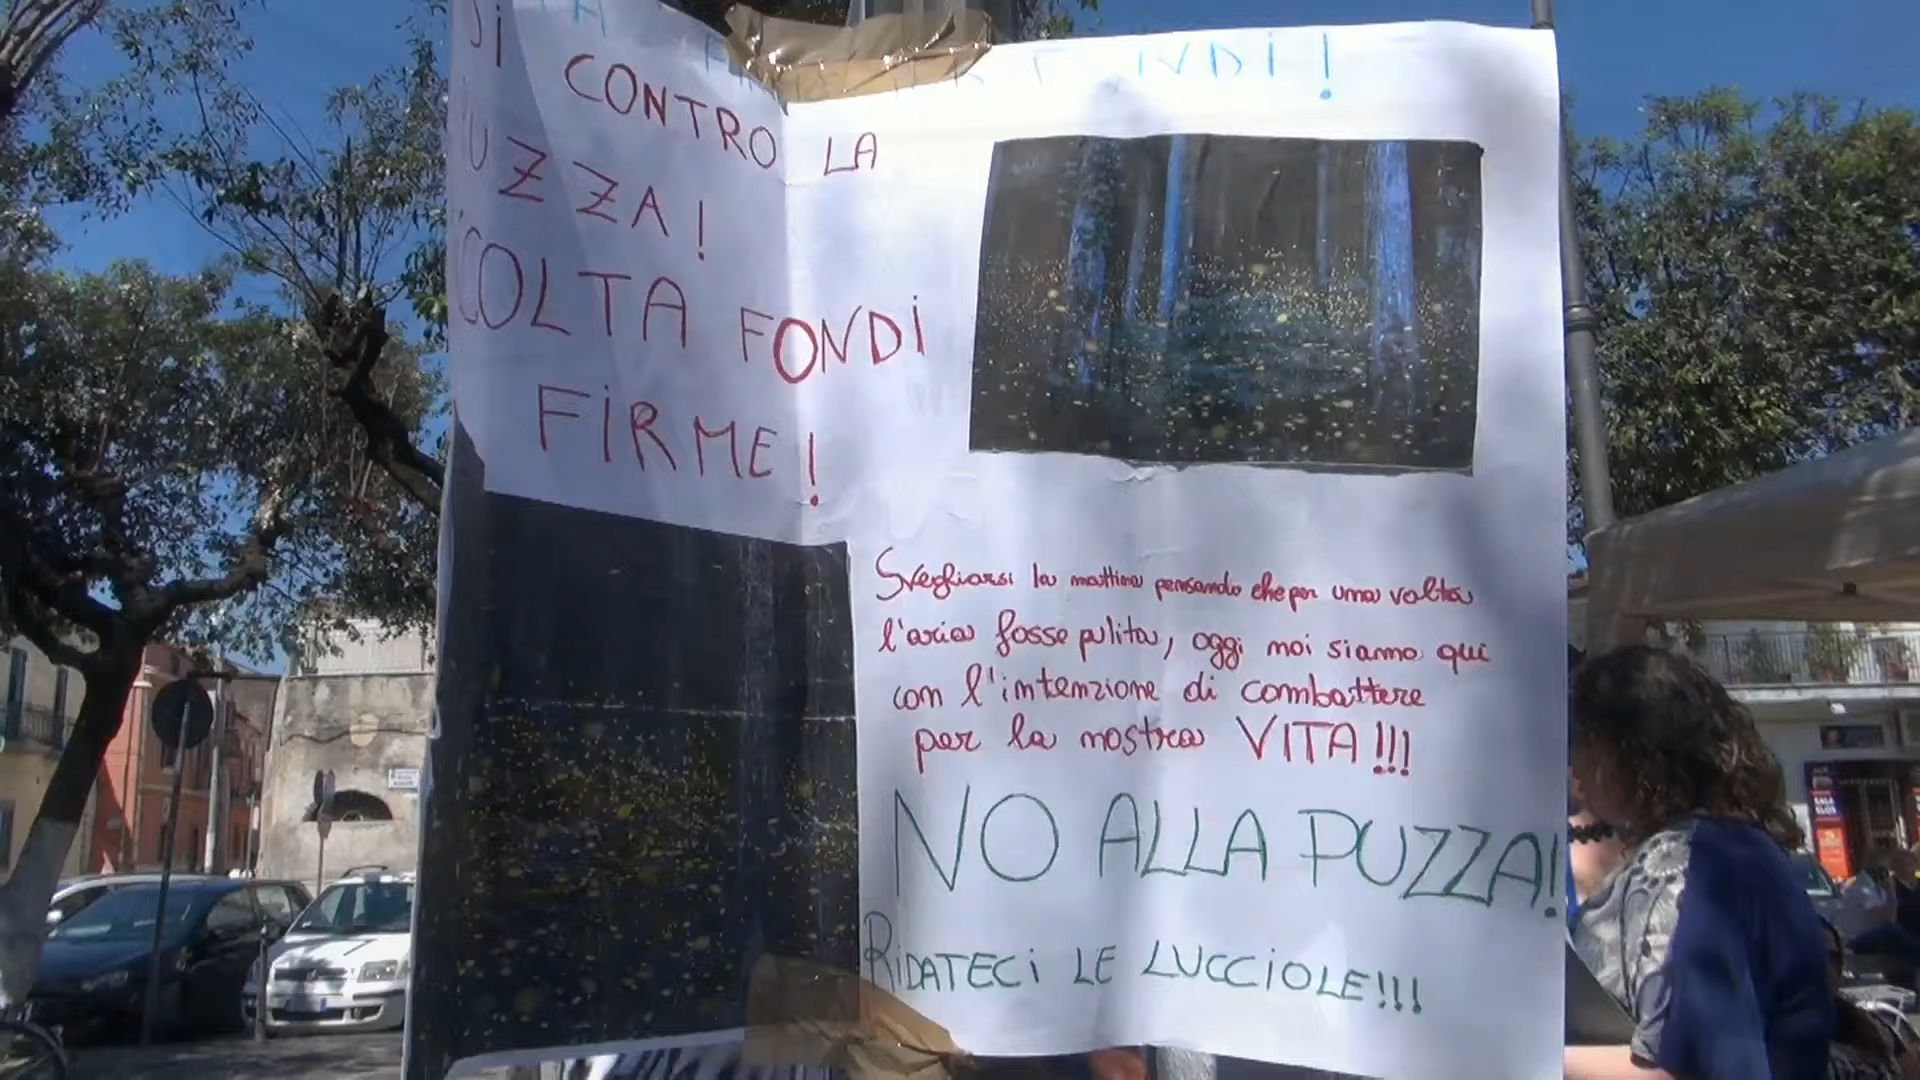 CONTRO LA
ZZA!
COLTA FONDI
FIRME!
Svegliarsi la mattina pensando che per una volta
l'aria fosse pulita, oggi noi siamo qui
con l'intenzione di combattere
per la nostra VITA!!!
NO ALLA PUZZA!
RIDATECI LE LUCCIOLE!!!